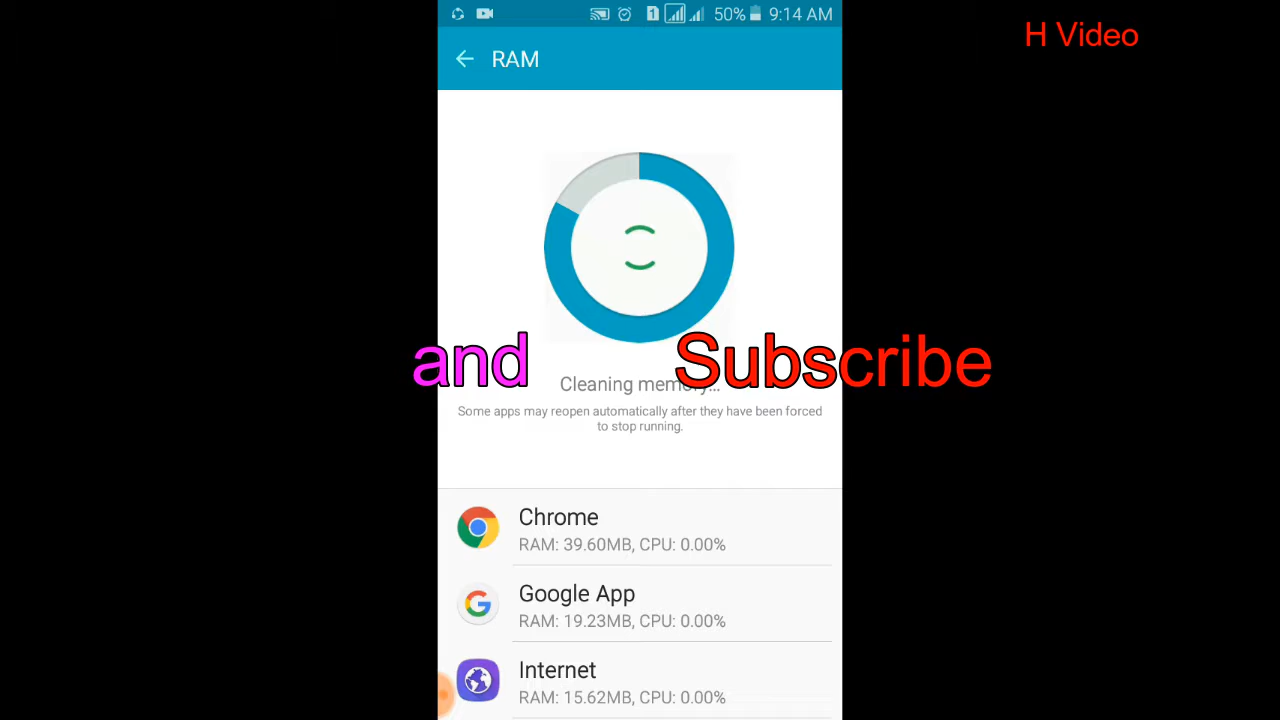 50% 9:14 AM
H Video
RAM
and Subscribe
Cleaning memory...
Some apps may reopen automatically after they have been forced
to stop running.
Chrome
RAM: 39.60MB, CPU: 0.00%
Google App
RAM: 19.23MB, CPU: 0.00%
Internet
RAM: 15.62MB, CPU: 0.00%